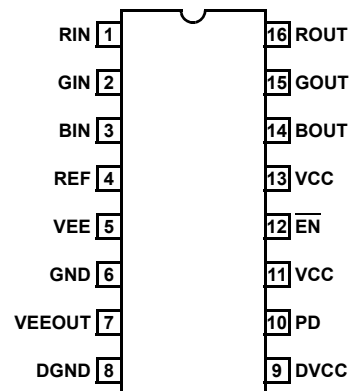 RIN 1 16 ROUT
GIN 2 15 GOUT
BIN 3 14 BOUT
REF 4 13 VCC
VEE 5 12 EN
GND 6 11 VCC
VEEOUT 7 10 PD
DGND 8 9 DVCC